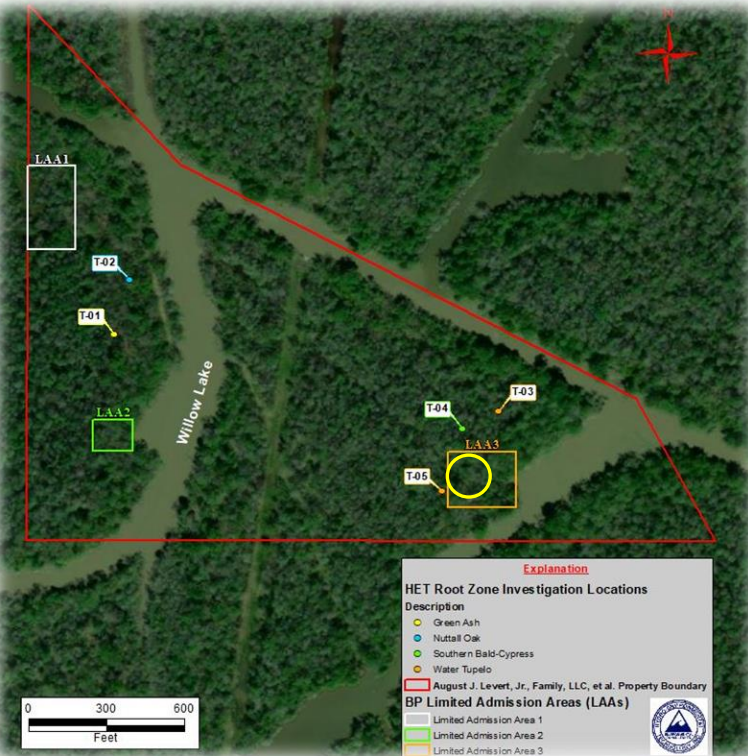 N
LAA1
T-02
T-01
Willow Lake
LAA2
T-03
T-04
LAA3
T-05
Explanation
HET Root Zone Investigation Locations
Description
Green Ash
Nuttall Oak
Southern Bald-Cypress
Water Tupelo
August J. Levert, Jr., Family, LLC, et al. Property Boundary
BP Limited Admission Areas (LAAs)
Limited Admission Area 1
Limited Admission Area 2
Limited Admission Area 3
0 300 600
Feet